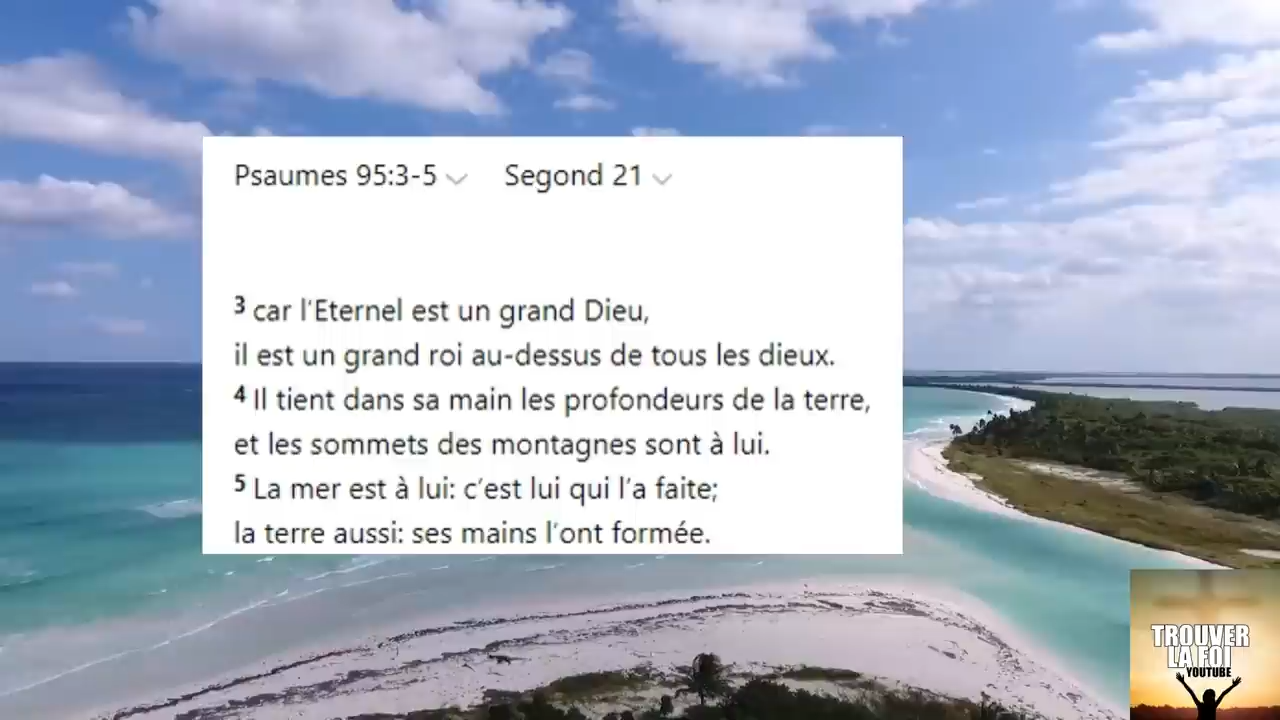 Psaumes 95:3-5 Segond 21
3 car l'Eternel est un grand Dieu,
il est un grand roi au-dessus de tous les dieux.
4 Il tient dans sa main les profondeurs de la terre,
et les sommets des montagnes sont à lui.
5 La mer est à lui: c'est lui qui l'a faite;
la terre aussi: ses mains l'ont formée.
TROUVER
LA FOI
YOUTUBE